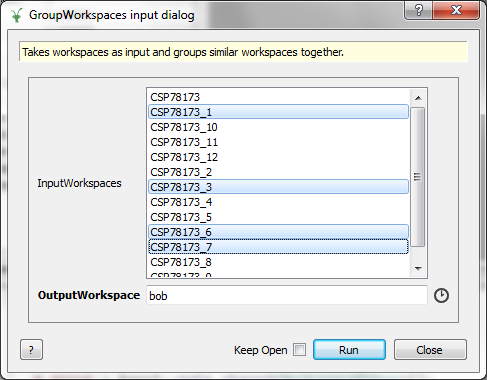 GroupWorkspaces input dialog
Takes workspaces as input and groups similar workspaces together.
InputWorkspaces
CSP78173
CSP78173_1
CSP78173_10
CSP78173_11
CSP78173_12
CSP78173_2
CSP78173_3
CSP78173_4
CSP78173_5
CSP78173_6
CSP78173_7
CSP78173_8
CSP78173_9
OutputWorkspace bob
? Keep Open Run Close